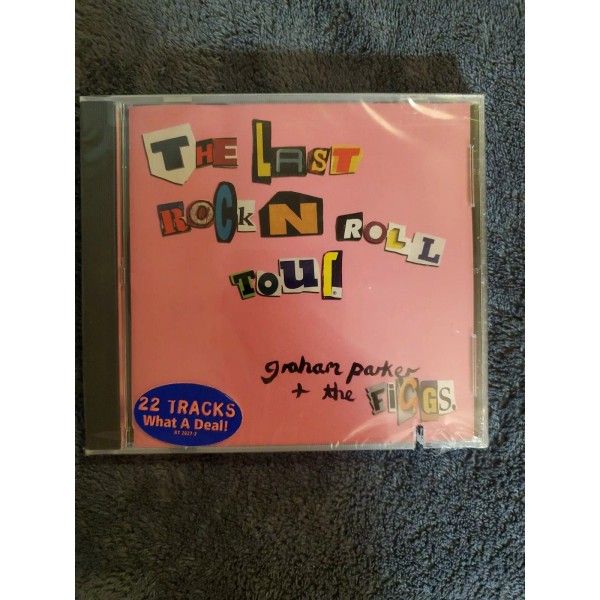 THE LAST
ROCK N ROLL
TOUR
graham parker
+ the FiGGS.
22 TRACKS
What A Deal!